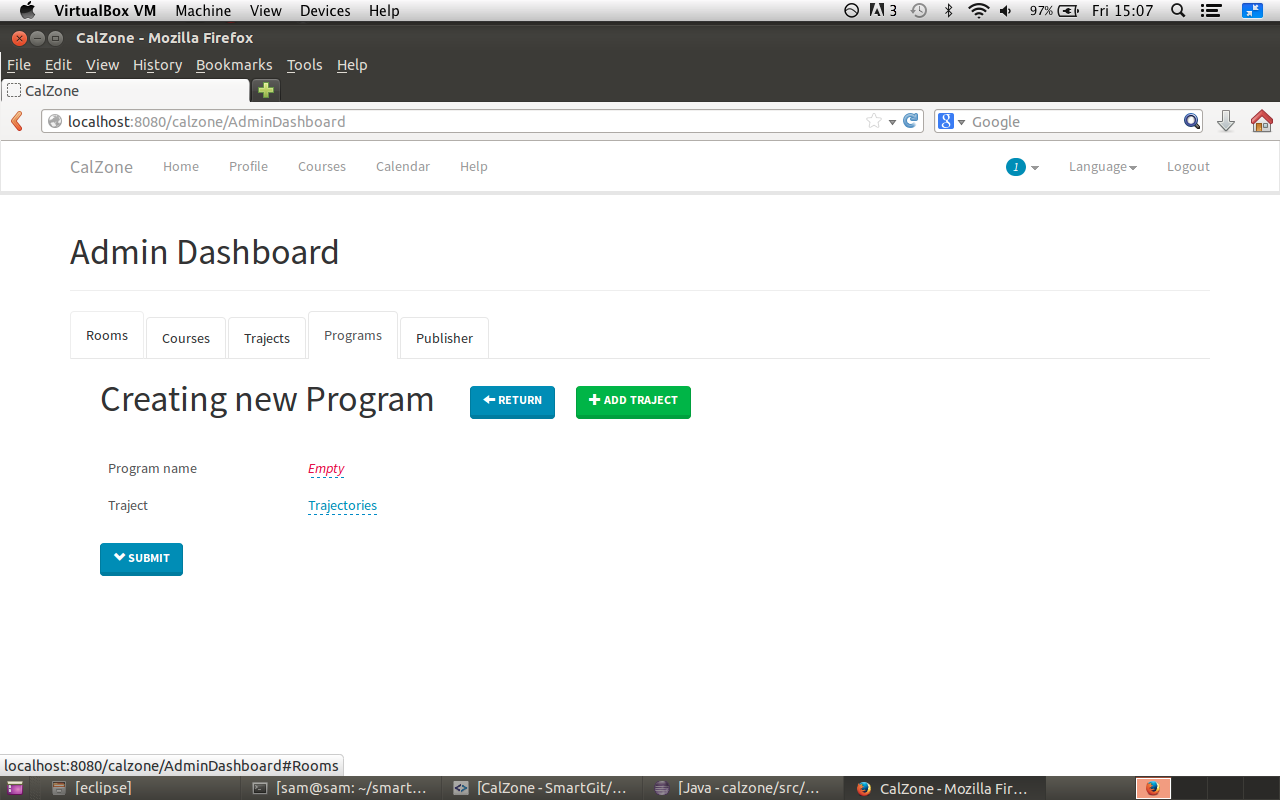 VirtualBox VM Machine View Devices Help 3 97% Fri 15:07
CalZone - Mozilla Firefox
File Edit View History Bookmarks Tools Help
CalZone
localhost:8080/calzone/AdminDashboard Google
CalZone Home Profile Courses Calendar Help 1 Language Logout
Admin Dashboard
Rooms Courses Trajects Programs Publisher
Creating new Program RETURN ADD TRAJECT
Program name Empty
Traject Trajectories
SUBMIT
localhost:8080/calzone/AdminDashboard#Rooms
[eclipse] [sam@sam: ~/smart... [CalZone - SmartGit/... [Java - calzone/src/... CalZone - Mozilla Fir...